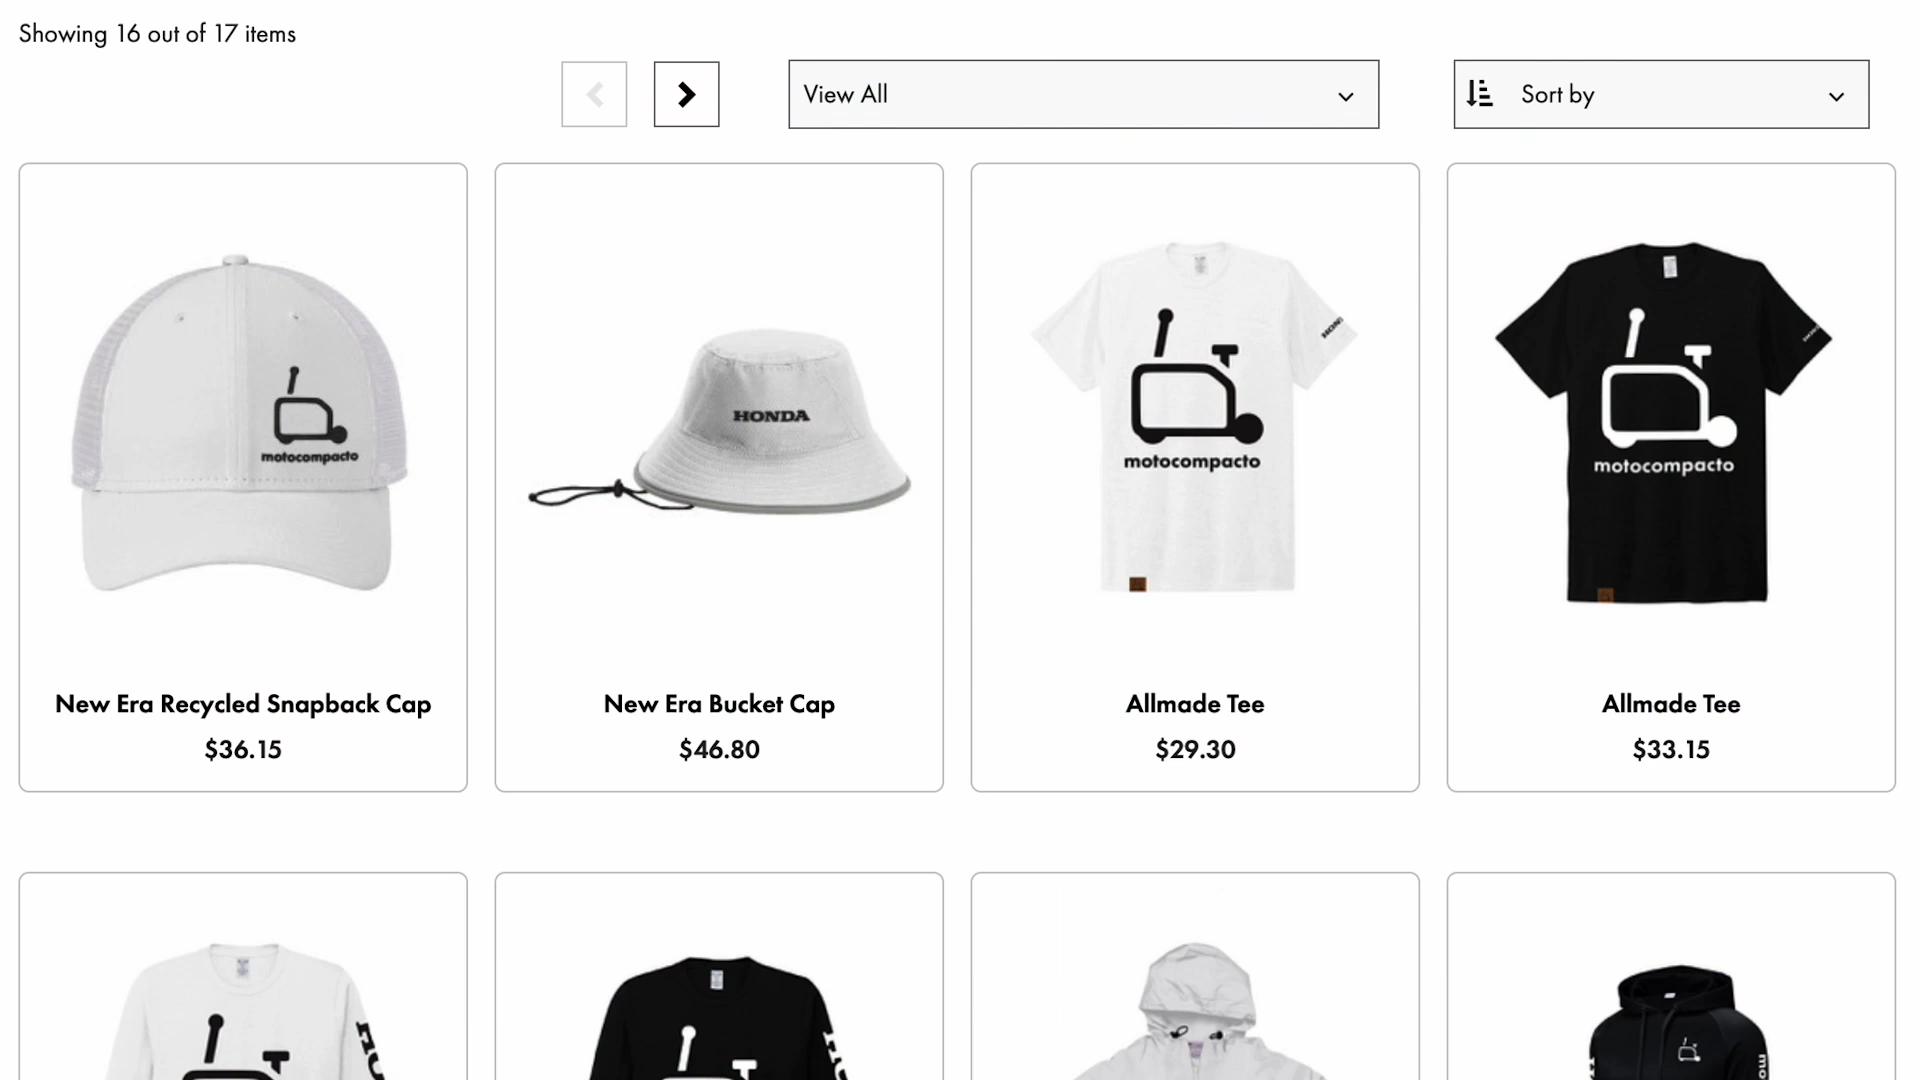 Showing 16 out of 17 items
View All
Sort by
motocompacto
HONDA
HON
motocompacto
motocompacto
New Era Recycled Snapback Cap
New Era Bucket Cap
Allmade Tee
Allmade Tee
$36.15
$46.80
$29.30
$33.15